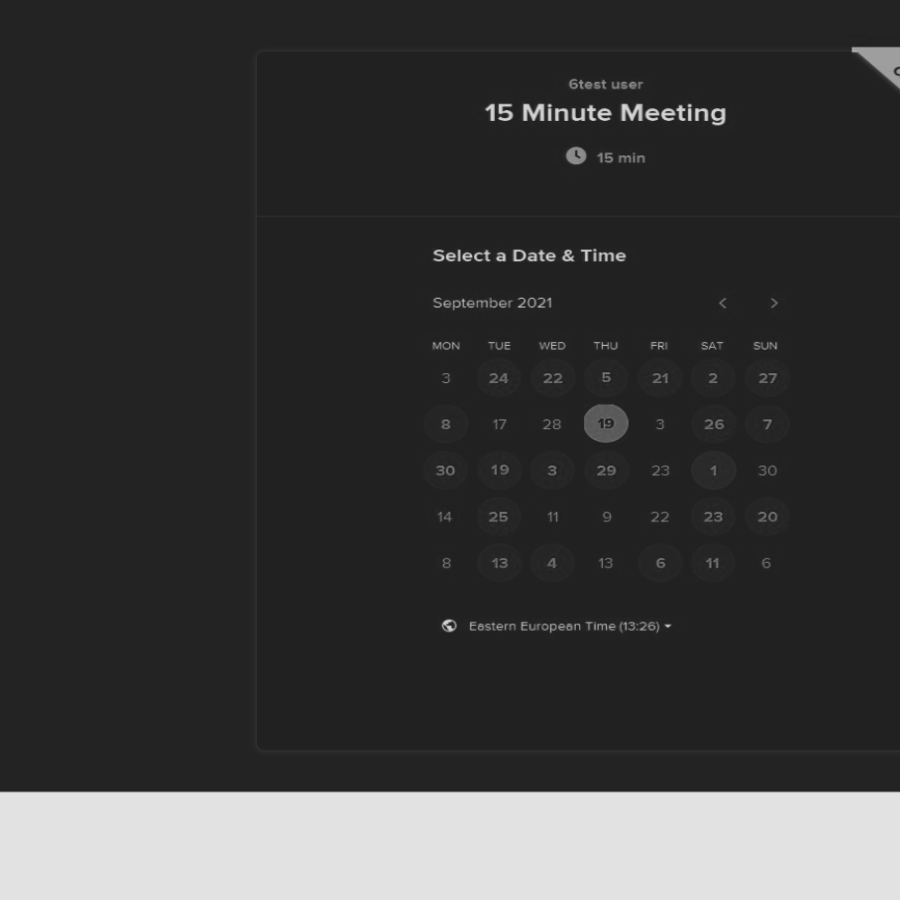 6test user
15 Minute Meeting
15 min
Select a Date & Time
September 2021
MON TUE WED THU FRI SAT SUN
3 24 22 5 21 2 27
8 17 28 19 3 26 7
30 19 3 29 23 1 30
14 25 11 9 22 23 20
8 13 4 13 6 11 6
Eastern European Time (13:26)